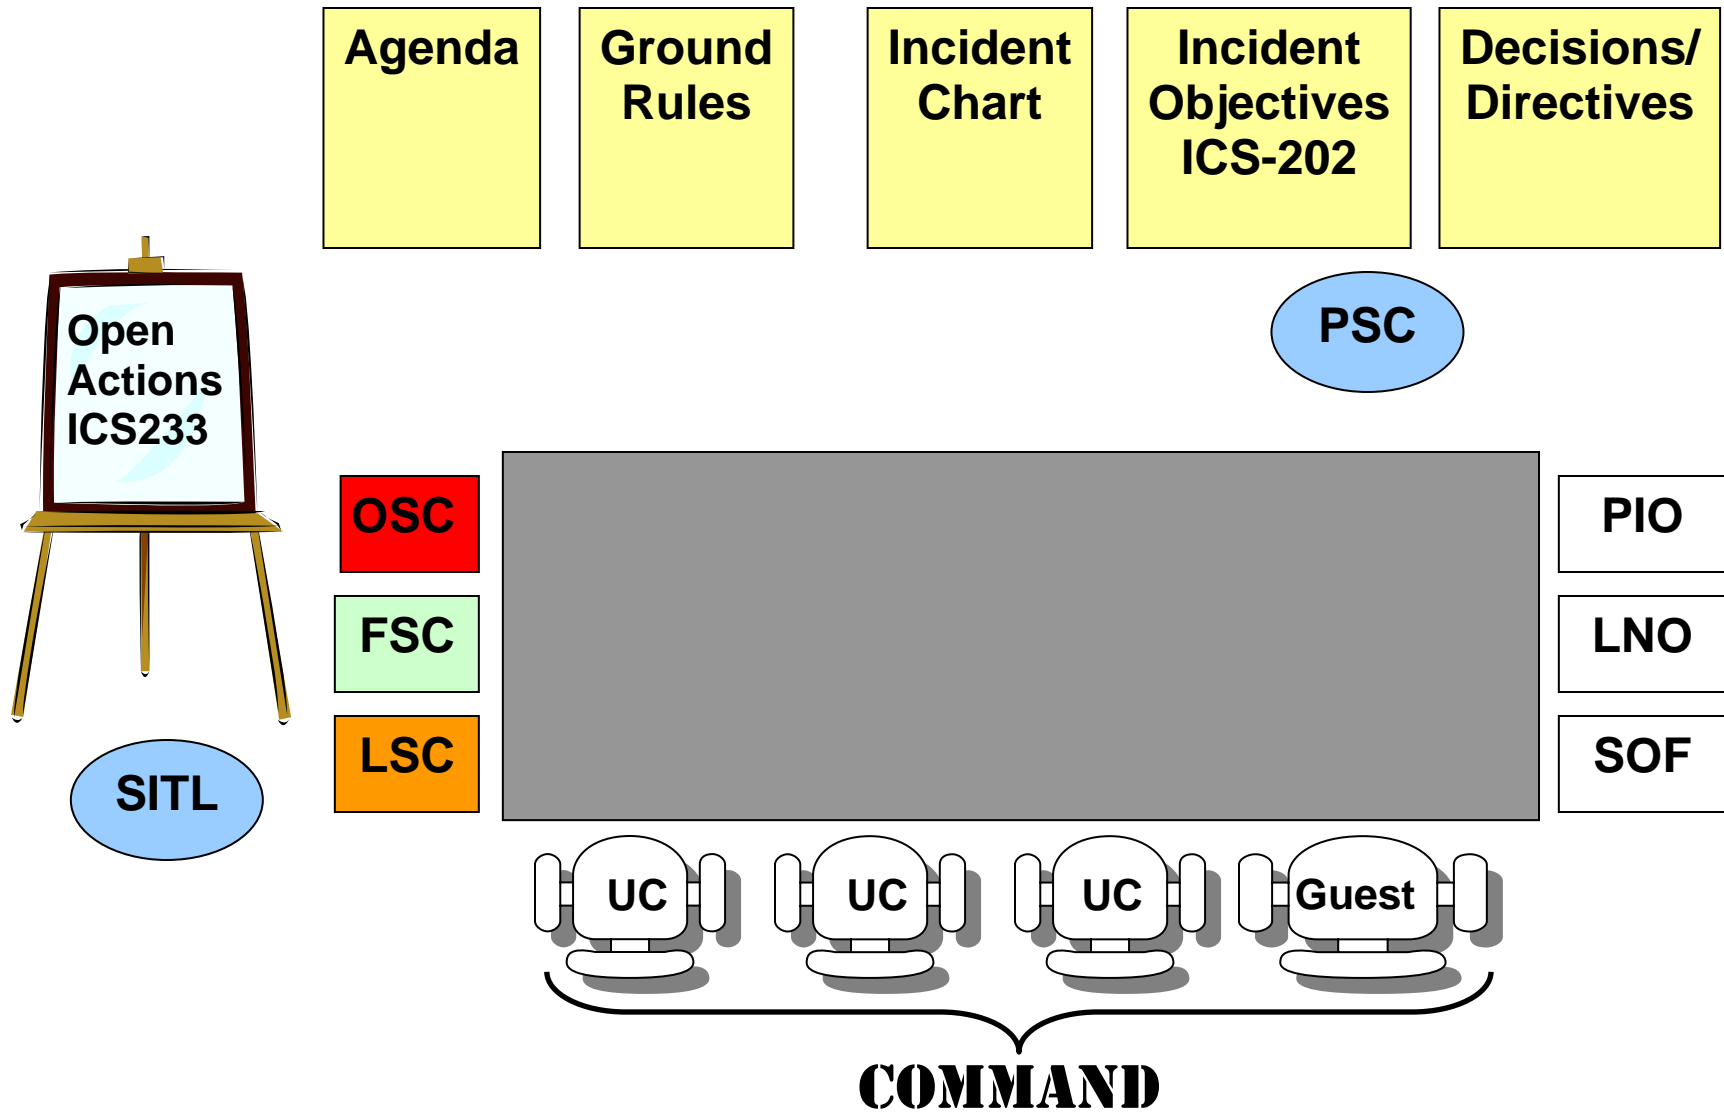 Agenda
Ground
Rules
Incident
Chart
Incident
Objectives
ICS-202
Decisions/
Directives
PSC
Open
Actions
ICS233
OSC
FSC
LSC
SITL
PIO
LNO
SOF
UC
UC
UC
Guest
COMMAND